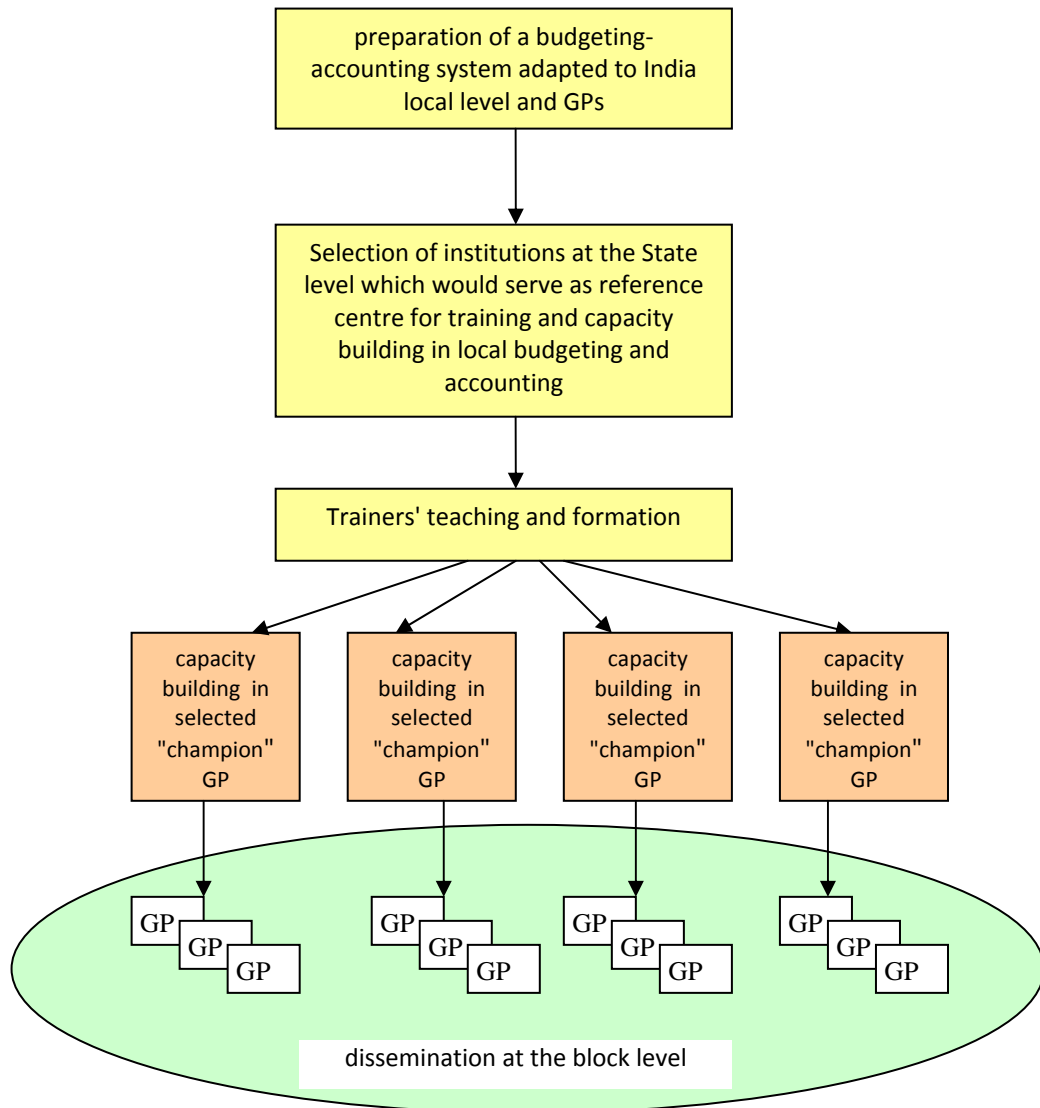 preparation of a budgeting-
accounting system adapted to India
local level and GPs
Selection of institutions at the State
level which would serve as reference
centre for training and capacity
building in local budgeting and
accounting
Trainers' teaching and formation
capacity
building in
selected
"champion"
GP
capacity
building in
selected
"champion"
GP
capacity
building in
selected
"champion"
GP
capacity
building in
selected
"champion"
GP
GP
GP
GP
GP
GP
GP
GP
GP
GP
GP
GP
GP
dissemination at the block level